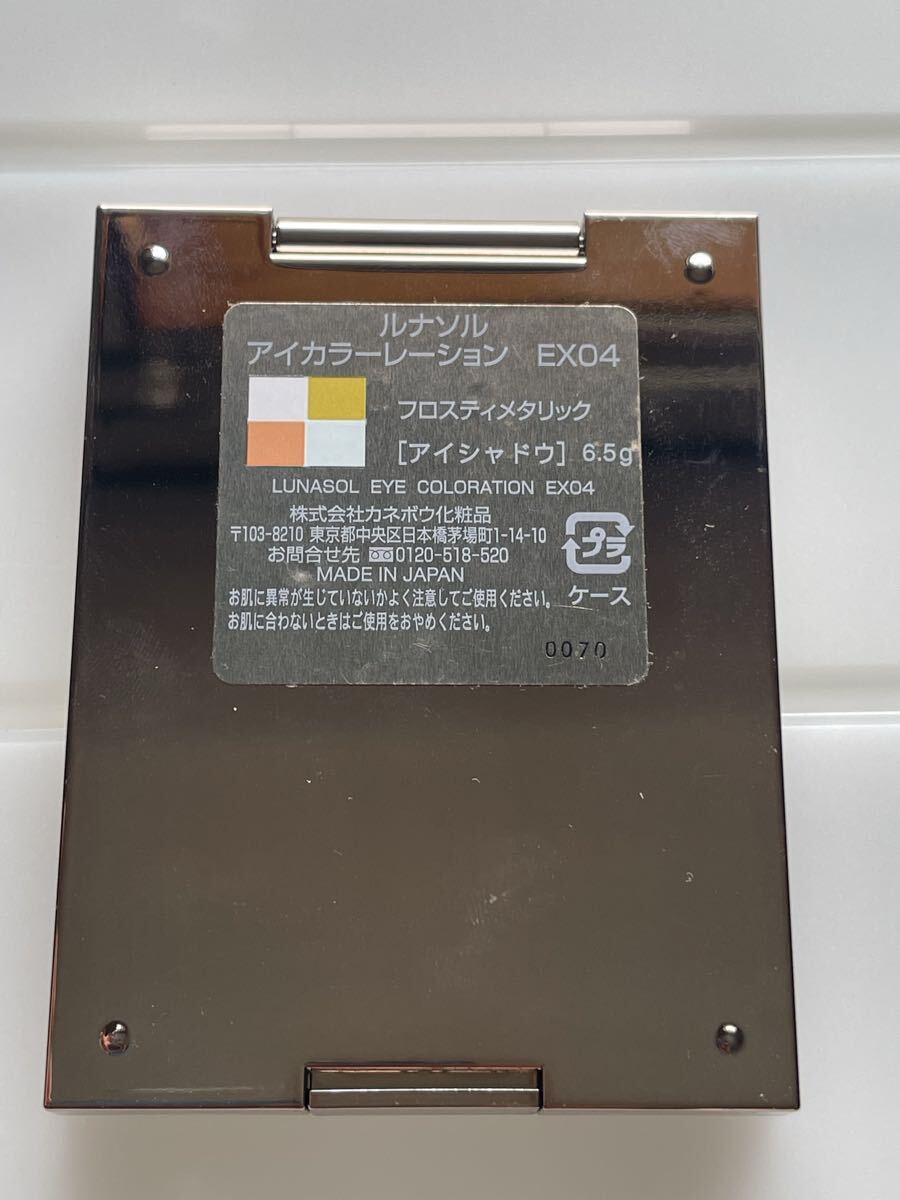 ルナソル
アイカラーレーション EX04
フロスティメタリック
[アイシャドウ] 6.5g
LUNASOL EYE COLORATION EX04
株式会社カネボウ化粧品
〒103-8210 東京都中央区日本橋茅場町1-14-10
お問合せ先 0120-518-520
MADE IN JAPAN
プラ
ケース
お肌に異常が生じていないかよく注意してご使用ください。
お肌に合わないときはご使用をおやめください。
0070